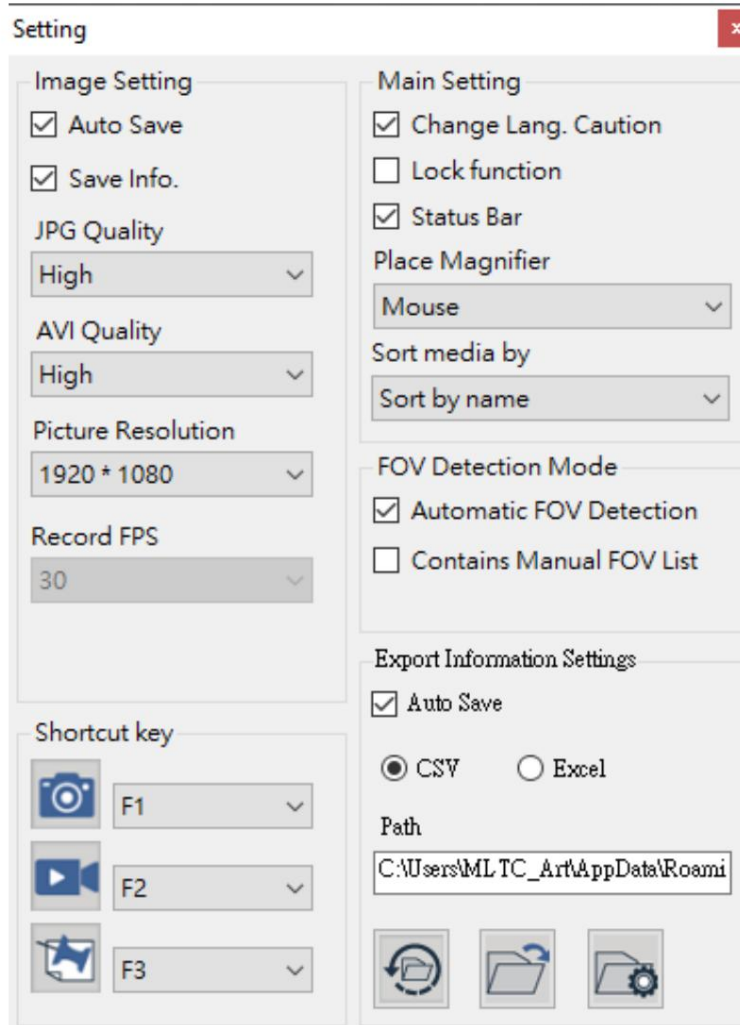 Setting
Image Setting
Auto Save
Save Info.
JPG Quality
High
AVI Quality
High
Picture Resolution
1920 * 1080
Record FPS
30
Shortcut key
F1
F2
F3
Main Setting
Change Lang. Caution
Lock function
Status Bar
Place Magnifier
Mouse
Sort media by
Sort by name
FOV Detection Mode
Automatic FOV Detection
Contains Manual FOV List
Export Information Settings
Auto Save
CSV
Excel
Path
C:\Users\MLTC_Art\AppData\Roami